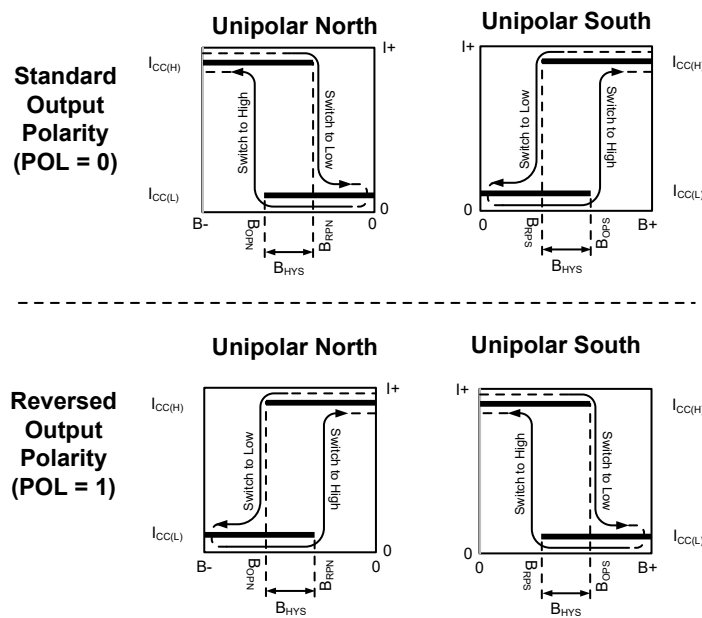 Unipolar North
Unipolar South
Standard
Output
Polarity
(POL = 0)
I+
ICC(H)
Switch to High
Switch to Low
ICC(L)
0
B-
BOPN
BRPN
0
BHYS
I+
ICC(H)
Switch to Low
Switch to High
ICC(L)
0
BRPS
BOPS
B+
BHYS
Unipolar North
Unipolar South
Reversed
Output
Polarity
(POL = 1)
I+
ICC(H)
Switch to Low
Switch to High
ICC(L)
0
B-
BOPN
BRPN
0
BHYS
I+
ICC(H)
Switch to High
Switch to Low
ICC(L)
0
BRPS
BOPS
B+
BHYS